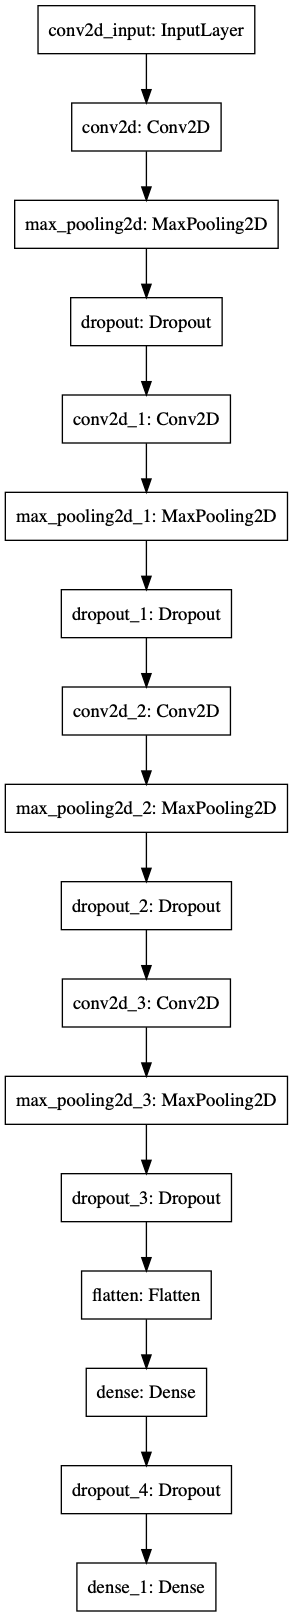 conv2d_input: InputLayer
conv2d: Conv2D
max_pooling2d: MaxPooling2D
dropout: Dropout
conv2d_1: Conv2D
max_pooling2d_1: MaxPooling2D
dropout_1: Dropout
conv2d_2: Conv2D
max_pooling2d_2: MaxPooling2D
dropout_2: Dropout
conv2d_3: Conv2D
max_pooling2d_3: MaxPooling2D
dropout_3: Dropout
flatten: Flatten
dense: Dense
dropout_4: Dropout
dense_1: Dense